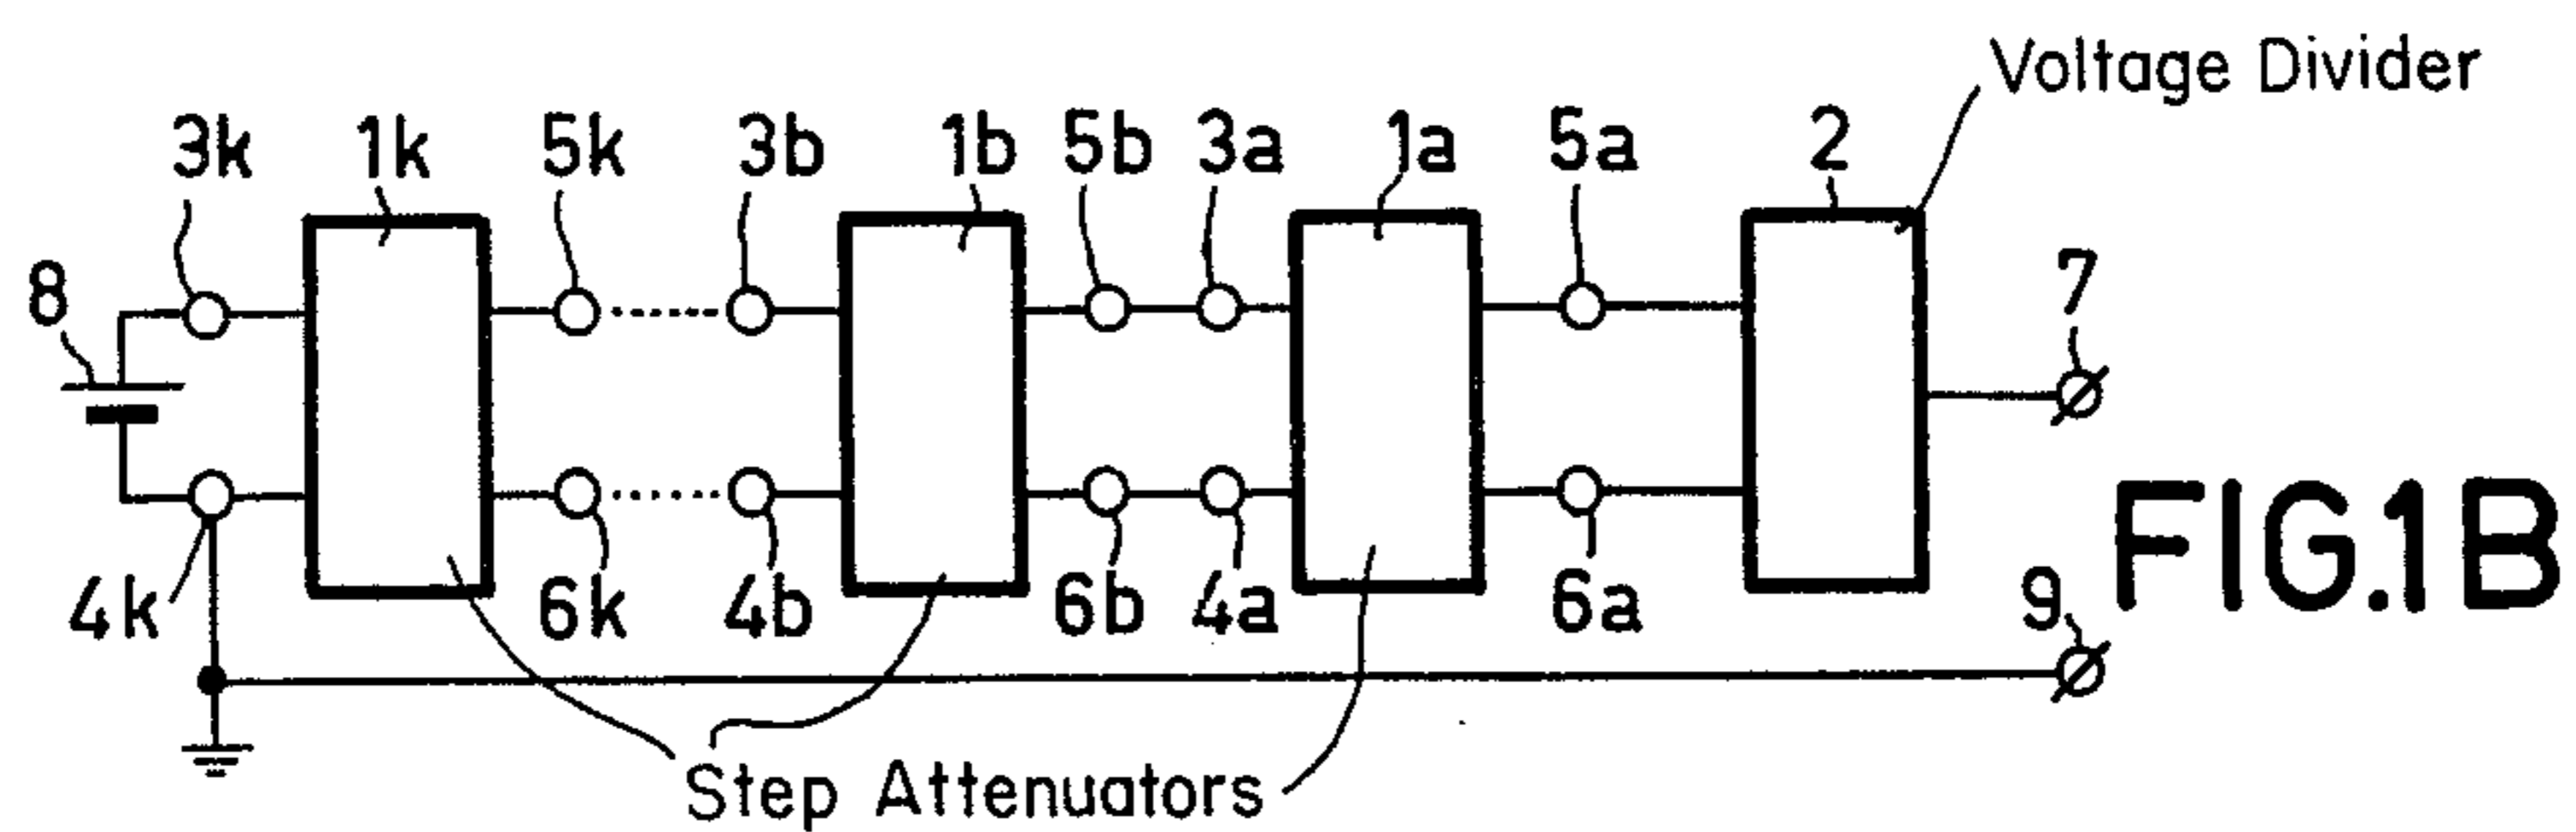 Voltage Divider
3k 1k 5k 3b 1b 5b 3a 1a 5a 2
8 7
4k 6k 4b 6b 4a 6a 9
FIG.1B
Step Attenuators